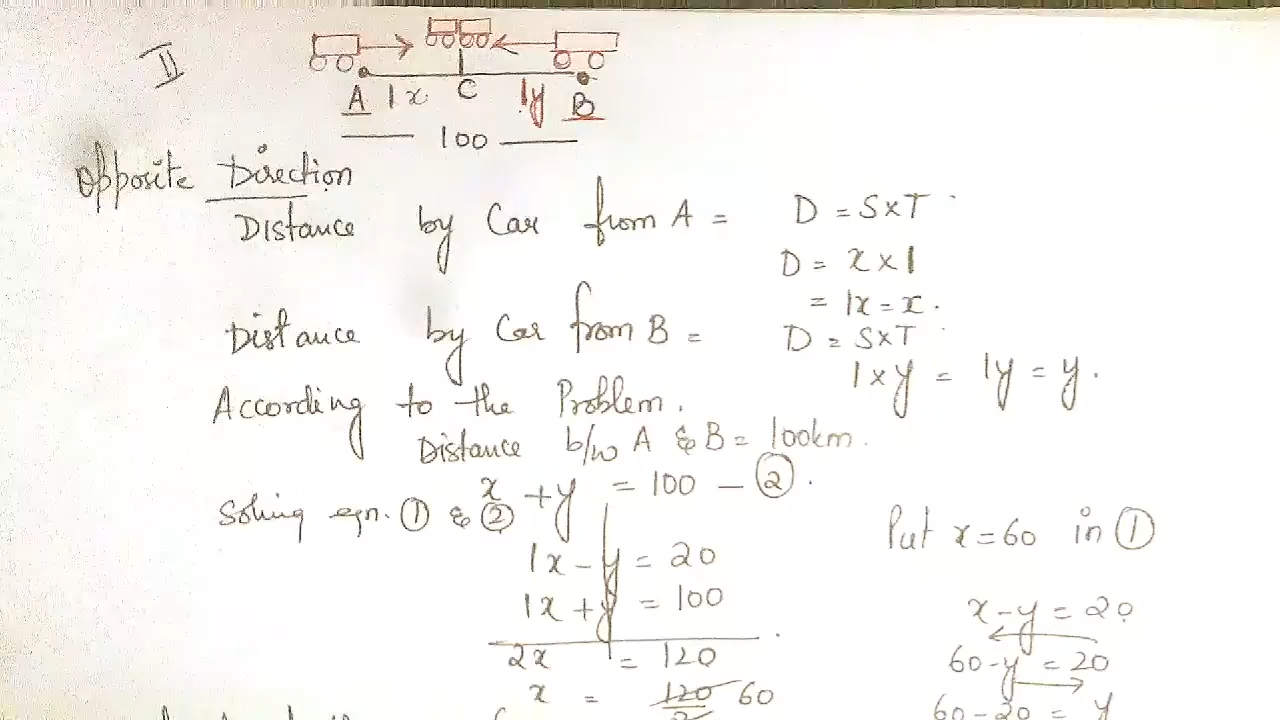 II
A 1x C 1y B
100
Opposite Direction
Distance by Car from A = D = S×T
D = x × 1
= 1x = x.
Distance by Car from B = D = S×T
1×y = 1y = y.
According to the Problem.
Distance b/w A & B = 100km.
x + y = 100 - ②.
Solving eqn. ① & ②
1x - y = 20
1x + y = 100
2x = 120
x = 120 60
Put x = 60 in ①
x - y = 20
60 - y = 20
60 - 20 = y